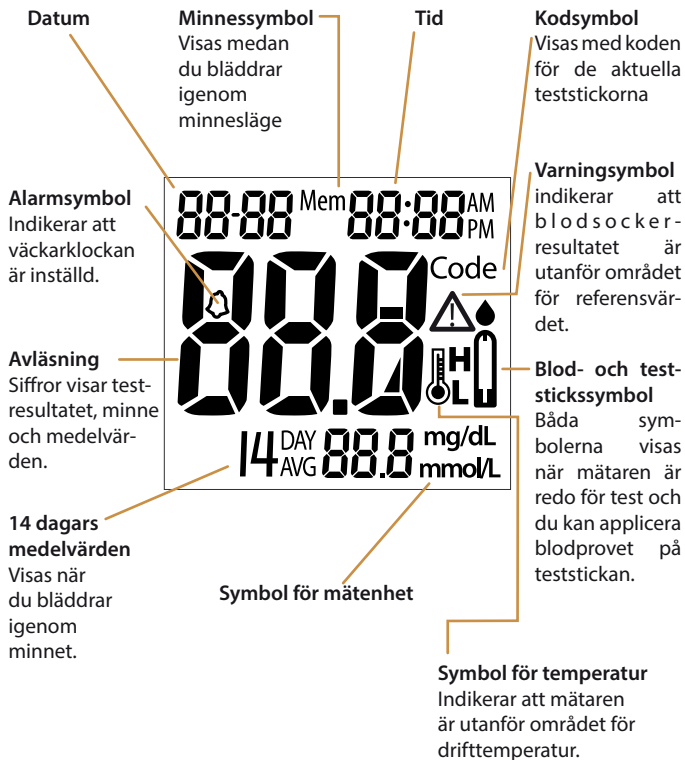 Datum
Minnessymbol
Visas medan
du bläddrar
igenom
minnesläge
Tid
Kodsymbol
Visas med koden
för de aktuella
teststickorna
Varningsymbol
indikerar att
blodsocker-
resultatet är
utanför området
för referensvär-
det.
Alarmsymbol
Indikerar att
väckarklockan
är inställd.
Avläsning
Siffror visar test-
resultatet, minne
och medelvär-
den.
88-88 Mem 88:88 AM
PM
Code
88.8
H
L
14 DAY
AVG 88.8 mg/dL
mmol/L
Blod- och test-
stickssymbol
Båda sym-
bolerna visas
när mätaren är
redo för test och
du kan applicera
blodprovet på
teststickan.
14 dagars
medelvärden
Visas när
du bläddrar
igenom
minnet.
Symbol för mätenhet
Symbol för temperatur
Indikerar att mätaren
är utanför området för
drifttemperatur.